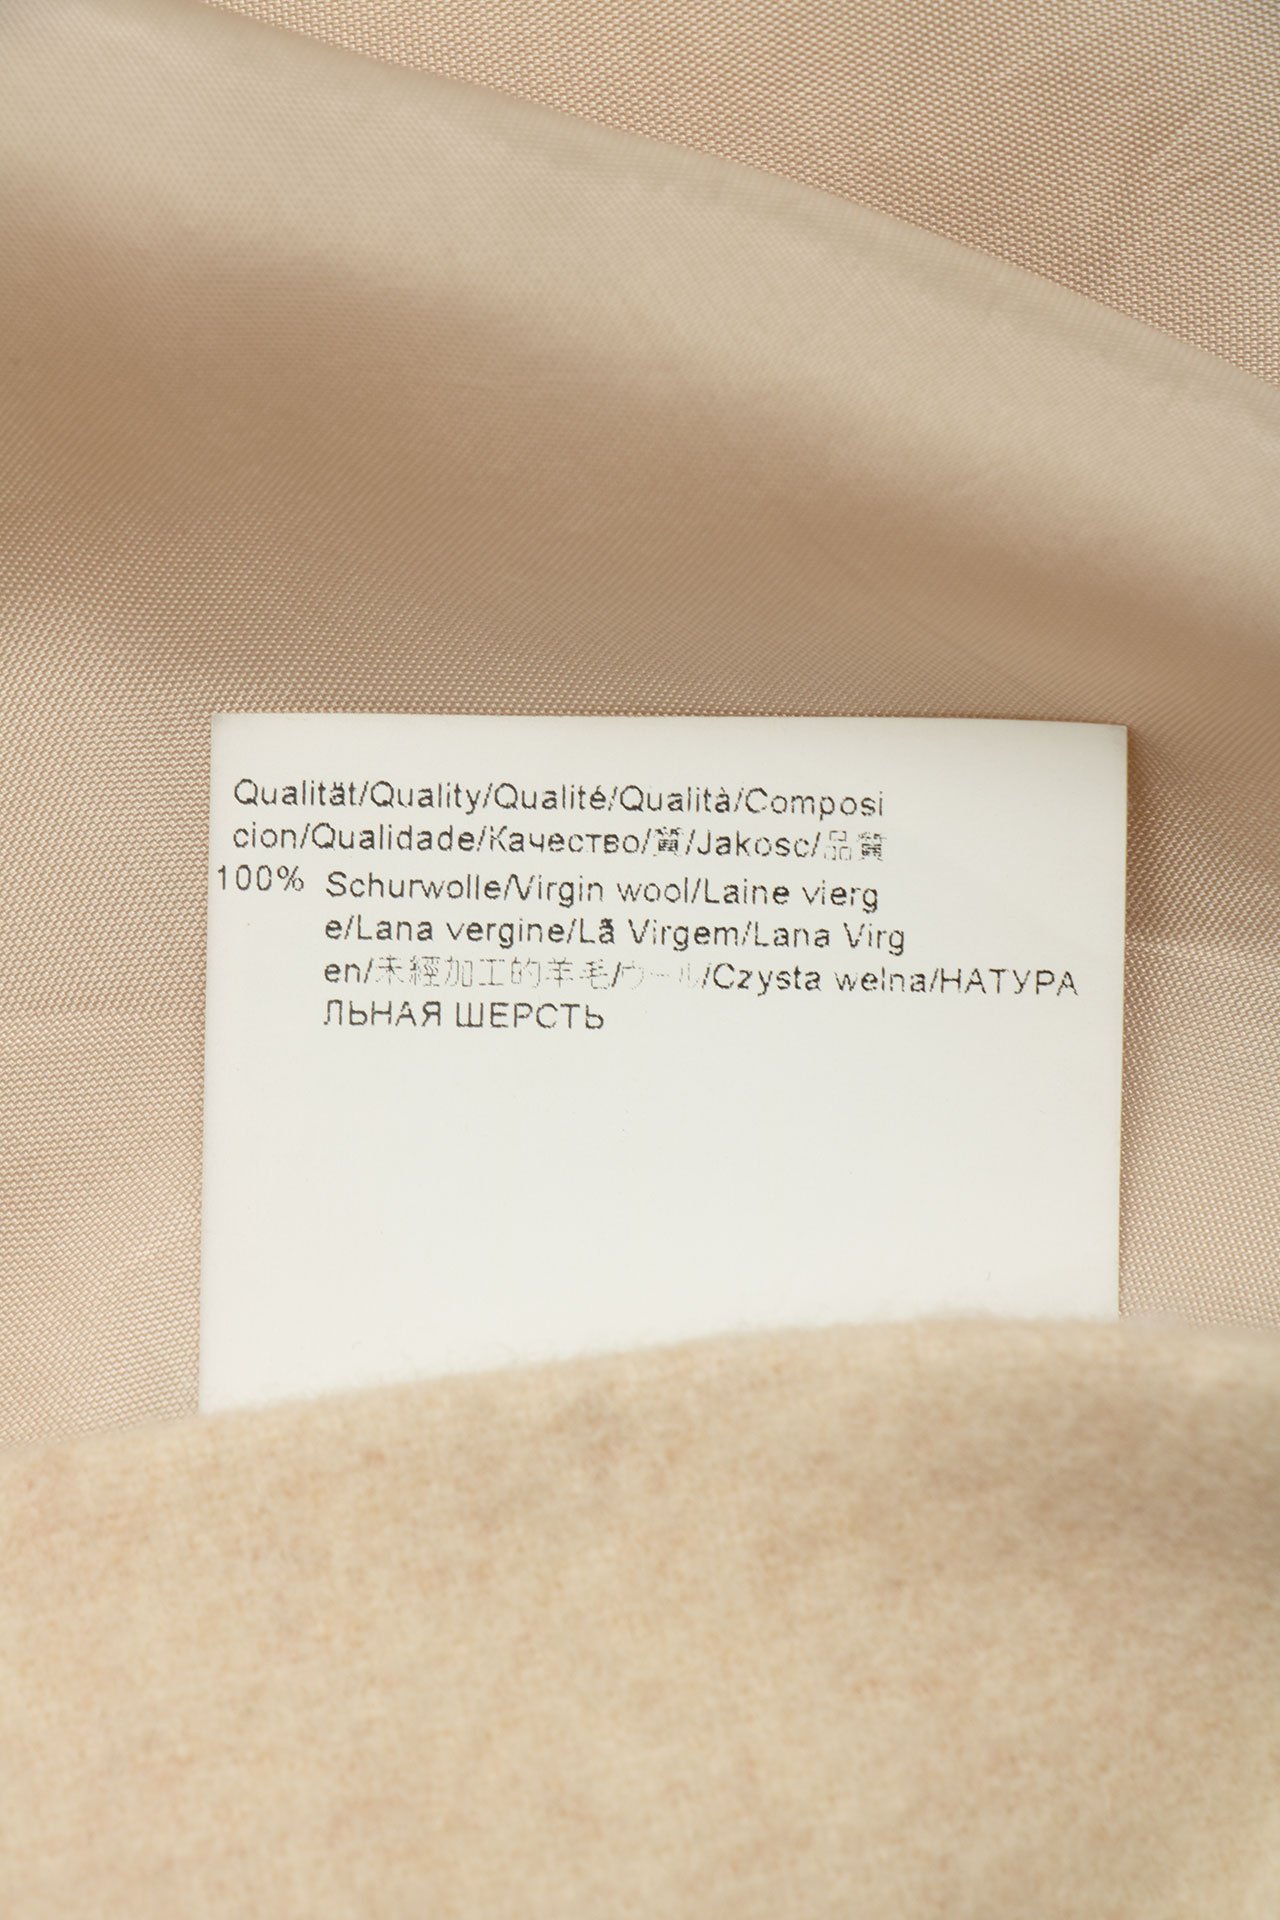 Qualität/Quality/Qualité/Qualità/Composi
cion/Qualidade/Качество/質/Jakosc/品質
100% Schurwolle/Virgin wool/Laine vierg
e/Lana vergine/Lã Virgem/Lana Virg
en/未經加工的羊毛/ウール/Czysta welna/НАТУРА
ЛЬНАЯ ШЕРСТЬ